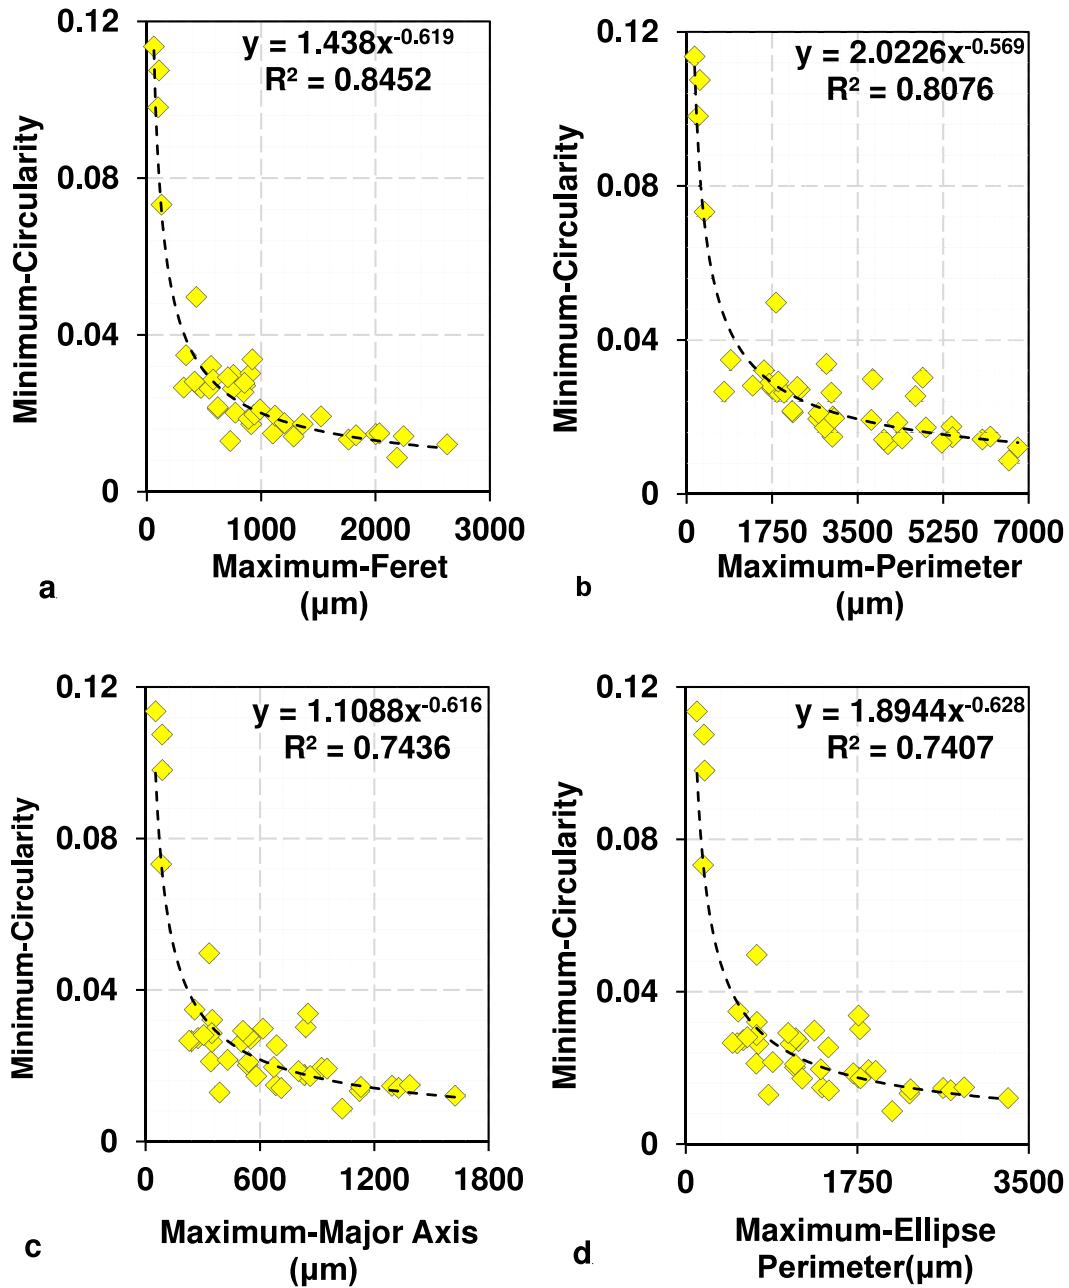 y = 1.438x^-0.619
R² = 0.8452
0.12
0.08
0.04
0
Minimum-Circularity
0 1000 2000 3000
Maximum-Feret
(µm)
a
y = 2.0226x^-0.569
R² = 0.8076
0.12
0.08
0.04
0
Minimum-Circularity
0 1750 3500 5250 7000
Maximum-Perimeter
(µm)
b
y = 1.1088x^-0.616
R² = 0.7436
0.12
0.08
0.04
0
Minimum-Circularity
0 600 1200 1800
Maximum-Major Axis
(µm)
c
y = 1.8944x^-0.628
R² = 0.7407
0.12
0.08
0.04
0
Minimum-Circularity
0 1750 3500
Maximum-Ellipse
Perimeter(µm)
d